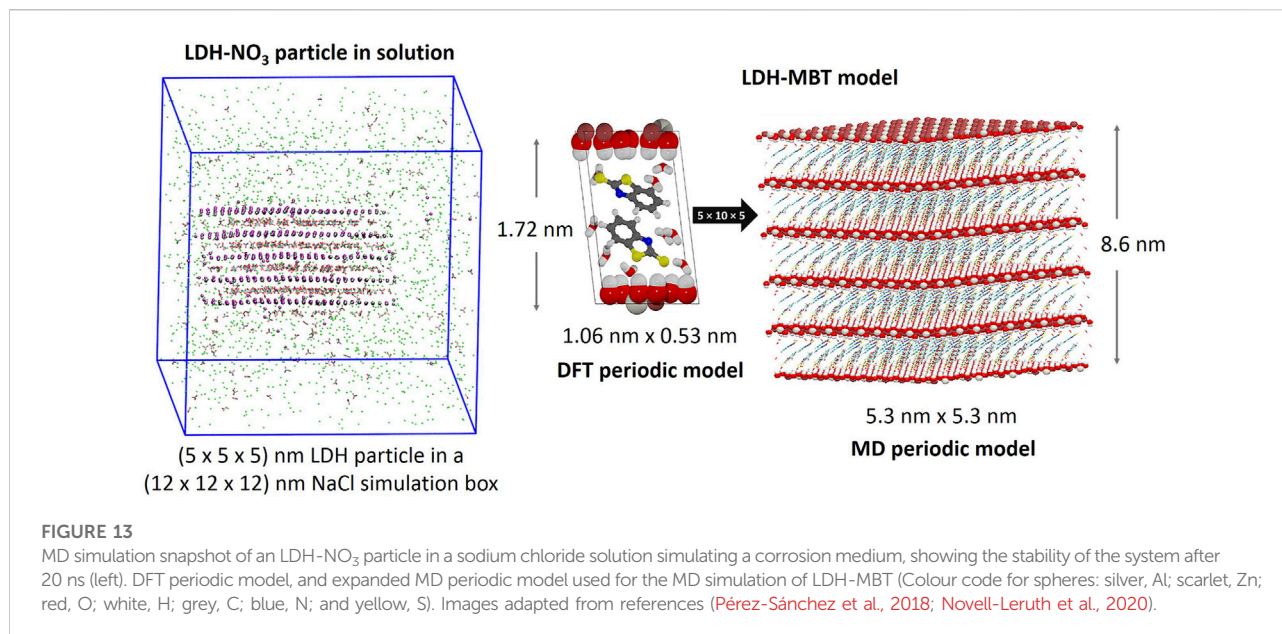 LDH-NO₃ particle in solution
LDH-MBT model
1.72 nm
5 × 10 × 5
8.6 nm
1.06 nm x 0.53 nm
DFT periodic model
5.3 nm x 5.3 nm
MD periodic model
(5 x 5 x 5) nm LDH particle in a
(12 x 12 x 12) nm NaCl simulation box
FIGURE 13
MD simulation snapshot of an LDH-NO₃ particle in a sodium chloride solution simulating a corrosion medium, showing the stability of the system after
20 ns (left). DFT periodic model, and expanded MD periodic model used for the MD simulation of LDH-MBT (Colour code for spheres: silver, Al; scarlet, Zn;
red, O; white, H; grey, C; blue, N; and yellow, S). Images adapted from references (Pérez-Sánchez et al., 2018; Novell-Leruth et al., 2020).